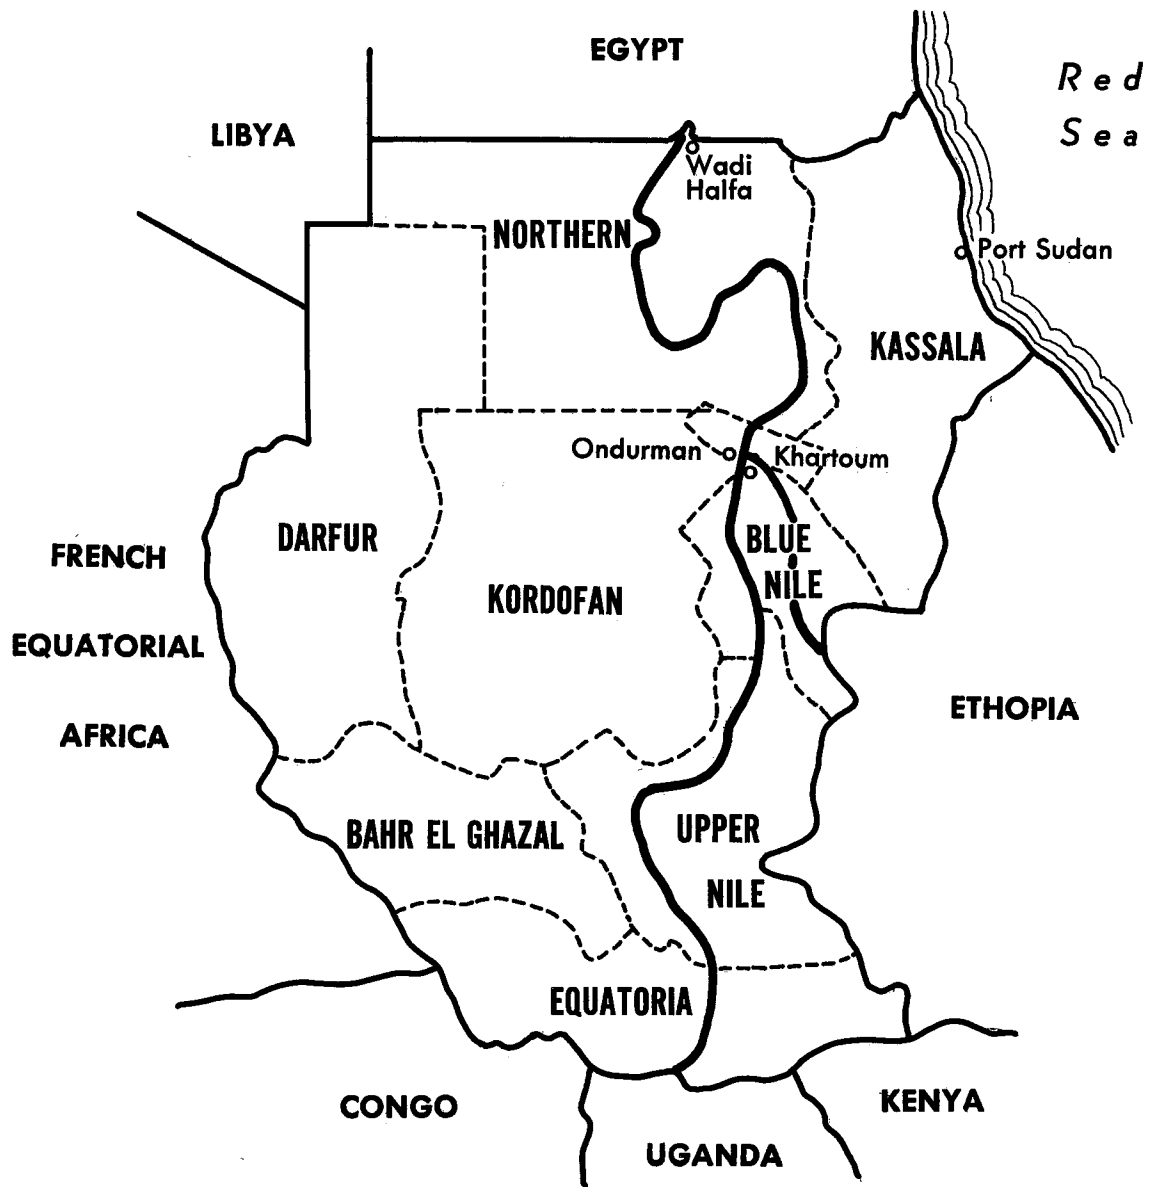 EGYPT
Red
Sea
LIBYA
Wadi
Halfa
NORTHERN
Port Sudan
KASSALA
Ondurman
Khartoum
DARFUR
BLUE
NILE
FRENCH
EQUATORIAL
AFRICA
KORDOFAN
ETHOPIA
BAHR EL GHAZAL
UPPER
NILE
EQUATORIA
CONGO
KENYA
UGANDA